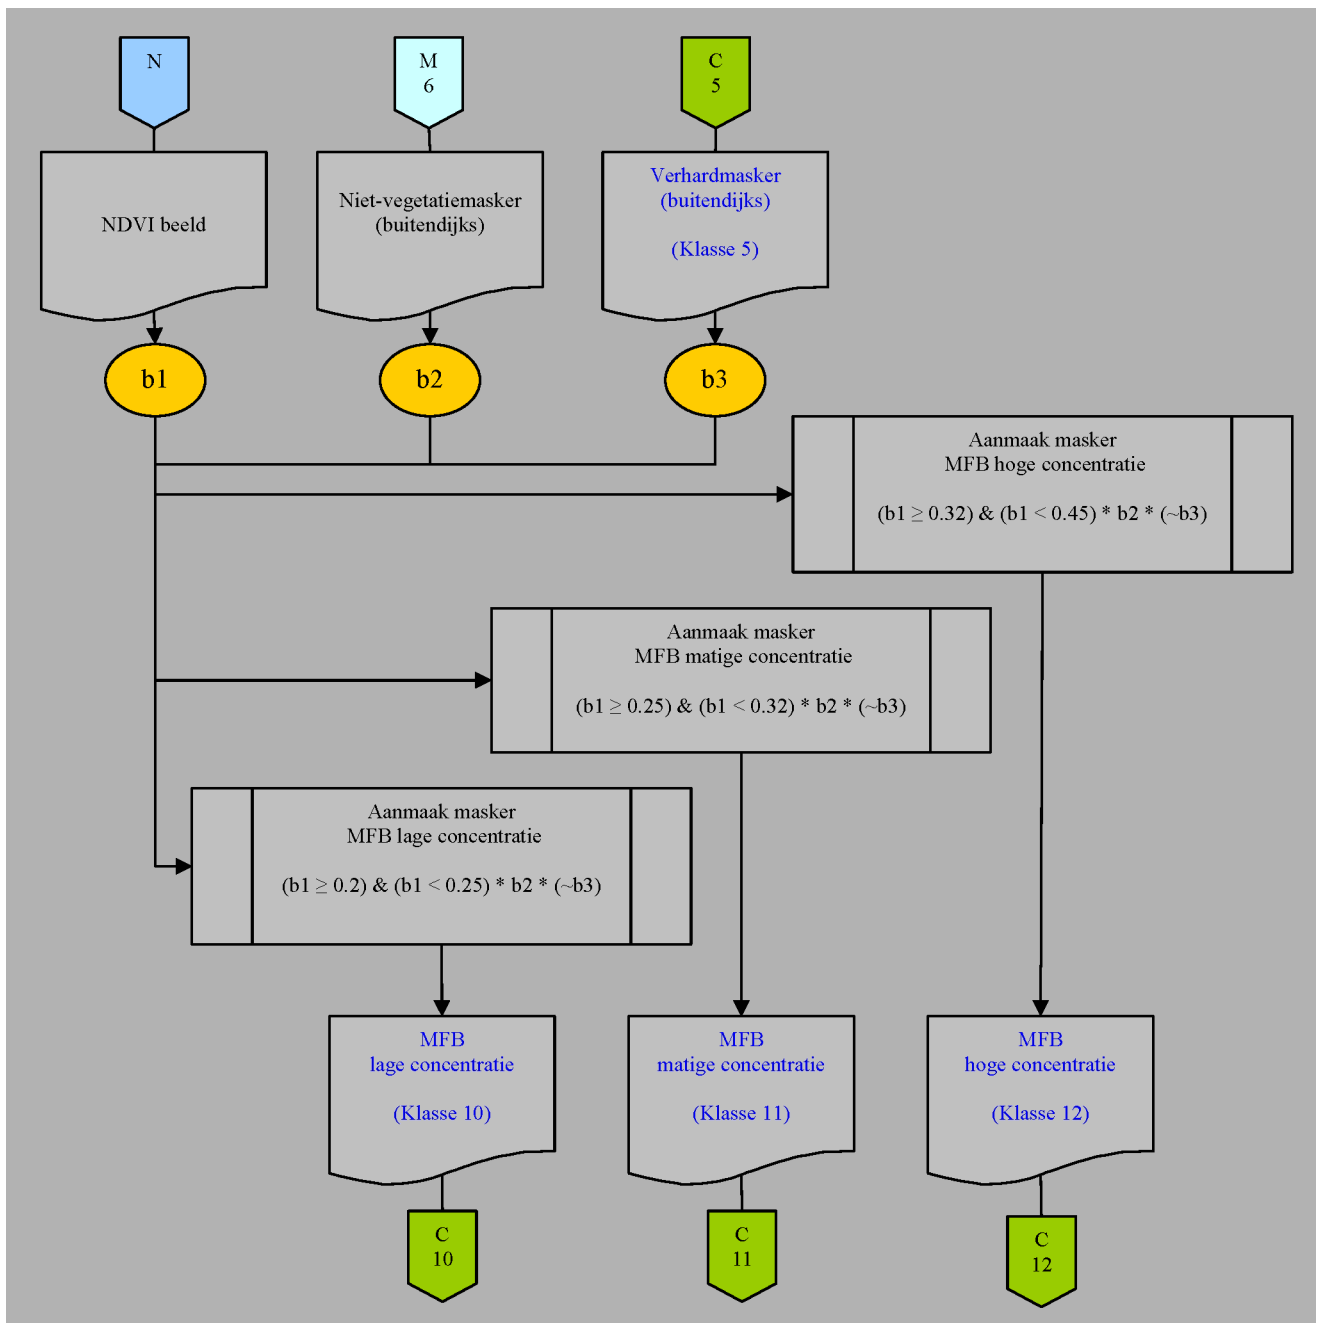 N
M
6
C
5
NDVI beeld
Niet-vegetatiemasker
(buitendijks)
Verhardmasker
(buitendijks)
(Klasse 5)
b1
b2
b3
Aanmaak masker
MFB hoge concentratie
(b1 ≥ 0.32) & (b1 < 0.45) * b2 * (~b3)
Aanmaak masker
MFB matige concentratie
(b1 ≥ 0.25) & (b1 < 0.32) * b2 * (~b3)
Aanmaak masker
MFB lage concentratie
(b1 ≥ 0.2) & (b1 < 0.25) * b2 * (~b3)
MFB
lage concentratie
(Klasse 10)
MFB
matige concentratie
(Klasse 11)
MFB
hoge concentratie
(Klasse 12)
C
10
C
11
C
12